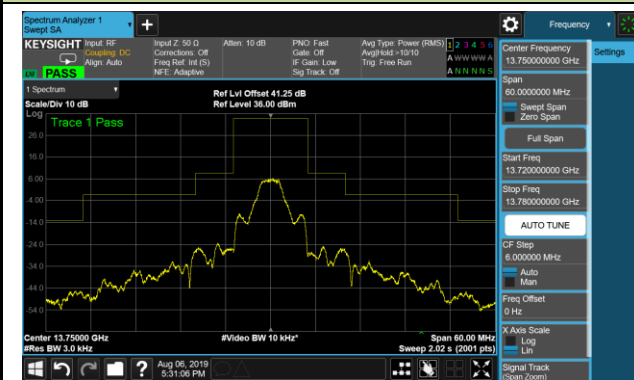 Spectrum Analyzer 1
Swept SA
+
Frequency
KEYSIGHT
Input: RF
Coupling: DC
Align: Auto
Input Z: 50 Ω
Corrections: Off
Freq Ref: Int (S)
NFE: Adaptive
Atten: 10 dB
PNO: Fast
Gate: Off
IF Gain: Low
Sig Track: Off
Avg Type: Power (RMS)
Avg|Hold:>10/10
Trig: Free Run
1 2 3 4 5 6
A W W W W A
A N N N N S
PASS
1 Spectrum
Scale/Div 10 dB
Ref Lvl Offset 41.25 dB
Ref Level 36.00 dBm
Log
Trace 1 Pass
26.0
16.0
6.00
-4.00
-14.0
-24.0
-34.0
-44.0
-54.0
Center 13.75000 GHz
#Video BW 10 kHz*
Span 60.00 MHz
#Res BW 3.0 kHz
Sweep 2.02 s (2001 pts)
Aug 06, 2019
5:31:06 PM
?
Center Frequency
13.750000000 GHz
Settings
Span
60.0000000 MHz
Swept Span
Zero Span
Full Span
Start Freq
13.720000000 GHz
Stop Freq
13.780000000 GHz
AUTO TUNE
CF Step
6.000000 MHz
Auto
Man
Freq Offset
0 Hz
X Axis Scale
Log
Lin
Signal Track
(Span Zoom)